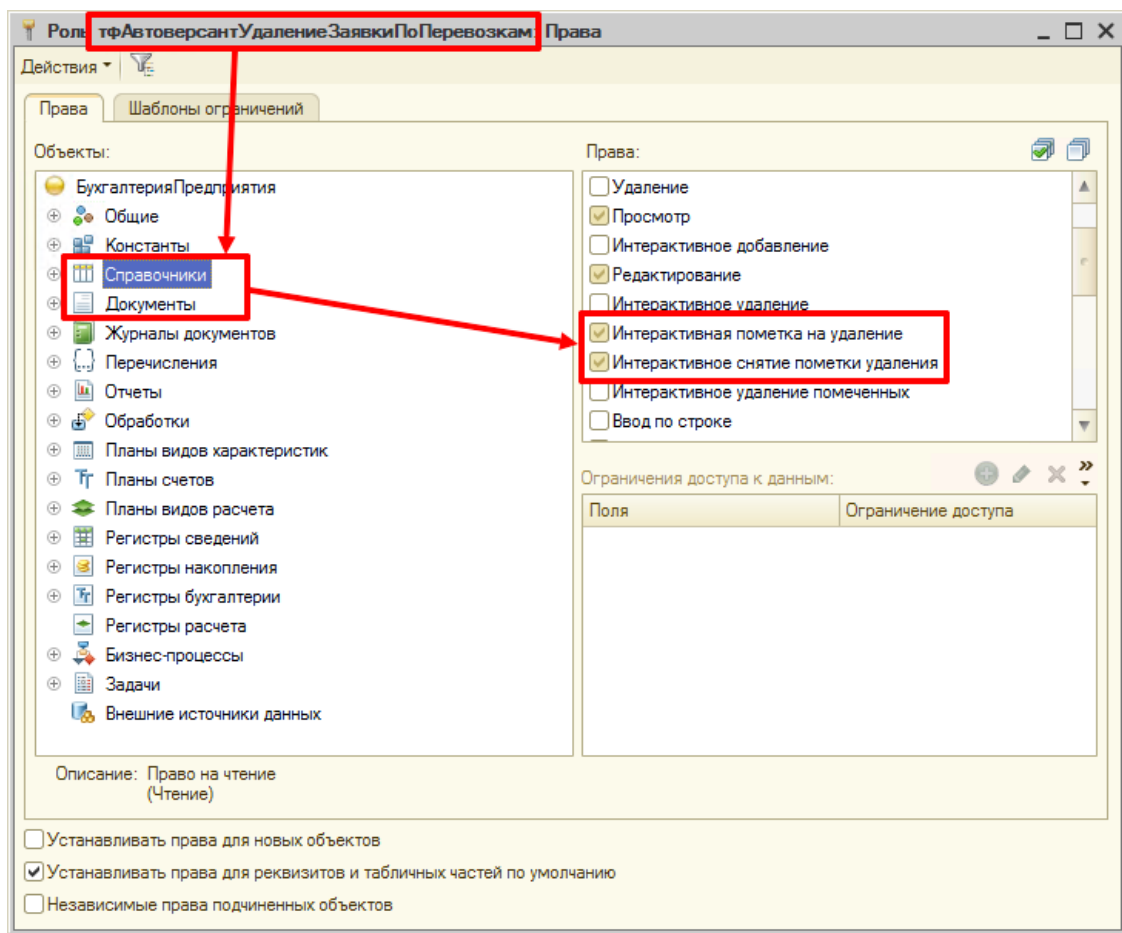 Роль тфАвтоверсантУдалениеЗаявкиПоПеревозкам: Права
Действия
Права Шаблоны ограничений
Объекты:
БухгалтерияПредприятия
Общие
Константы
Справочники
Документы
Журналы документов
Перечисления
Отчеты
Обработки
Планы видов характеристик
Планы счетов
Планы видов расчета
Регистры сведений
Регистры накопления
Регистры бухгалтерии
Регистры расчета
Бизнес-процессы
Задачи
Внешние источники данных
Права:
Удаление
Просмотр
Интерактивное добавление
Редактирование
Интерактивное удаление
Интерактивная пометка на удаление
Интерактивное снятие пометки удаления
Интерактивное удаление помеченных
Ввод по строке
Ограничения доступа к данным:
Поля Ограничение доступа
Описание: Право на чтение
(Чтение)
Устанавливать права для новых объектов
Устанавливать права для реквизитов и табличных частей по умолчанию
Независимые права подчиненных объектов